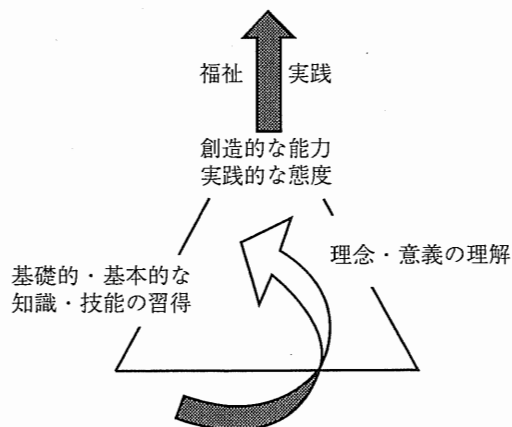 福祉 実践
創造的な能力
実践的な態度
理念・意義の理解
基礎的・基本的な
知識・技能の習得